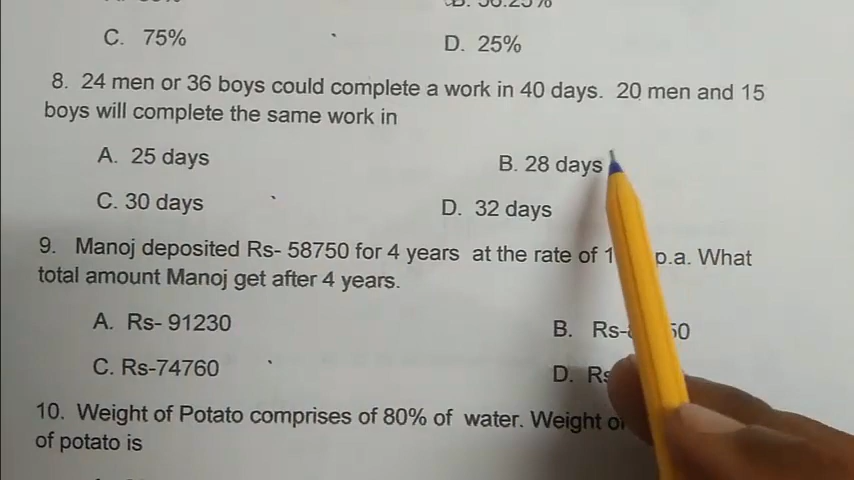 C. 75%
D. 25%
8. 24 men or 36 boys could complete a work in 40 days. 20 men and 15
boys will complete the same work in
A. 25 days
B. 28 days
C. 30 days
D. 32 days
9. Manoj deposited Rs- 58750 for 4 years at the rate of p.a. What
total amount Manoj get after 4 years.
A. Rs- 91230
B. Rs-
C. Rs-74760
D.
10. Weight of Potato comprises of 80% of water. Weight
of potato is